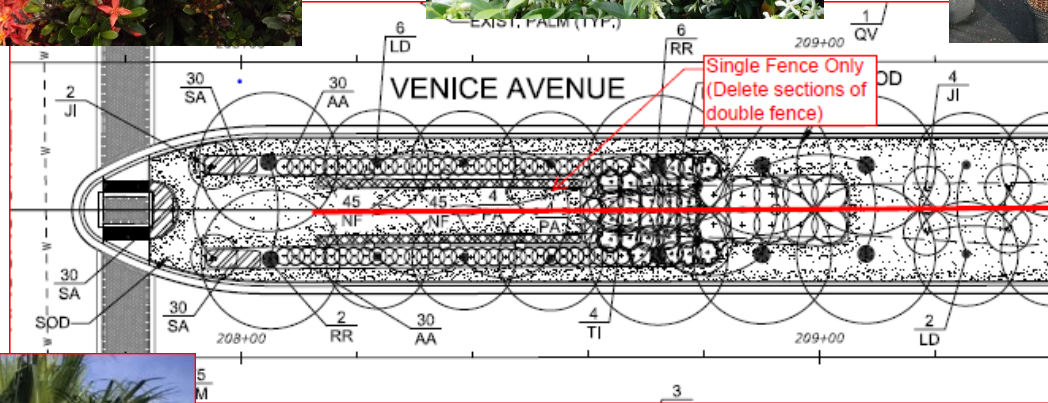 EXIST. PALM (TYP.)
1
QV
6
LD
6
RR
209+00
Single Fence Only
(Delete sections of
double fence)
OD
4
JI
VENICE AVENUE
30
SA
30
AA
2
JI
W
W
W
W
45
NF
45
NF
4
PA
30
SA
SOD
30
SA
208+00
2
RR
30
AA
4
TI
209+00
2
LD
5
M
3